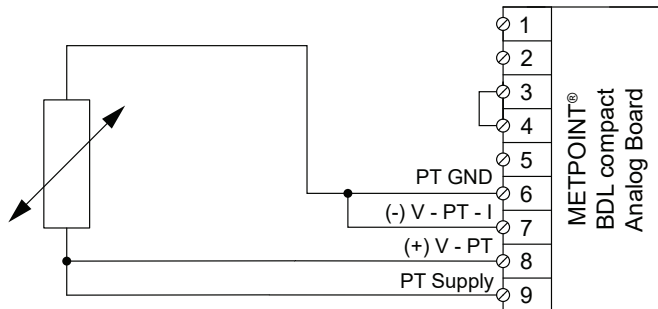 1
2
3
4
5
PT GND 6
(-) V - PT - I 7
(+) V - PT 8
PT Supply 9
METPOINT®
BDL compact
Analog Board